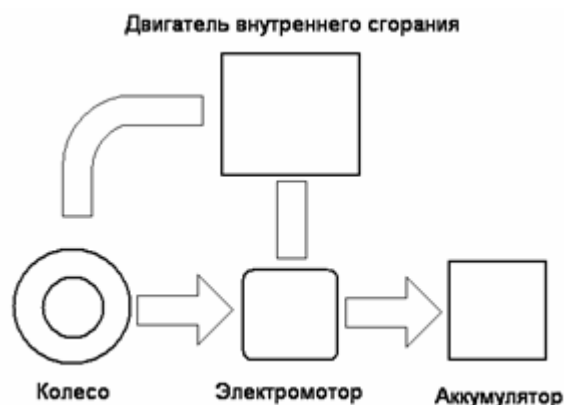 Двигатель внутреннего сгорания
Колесо
Электромотор
Аккумулятор